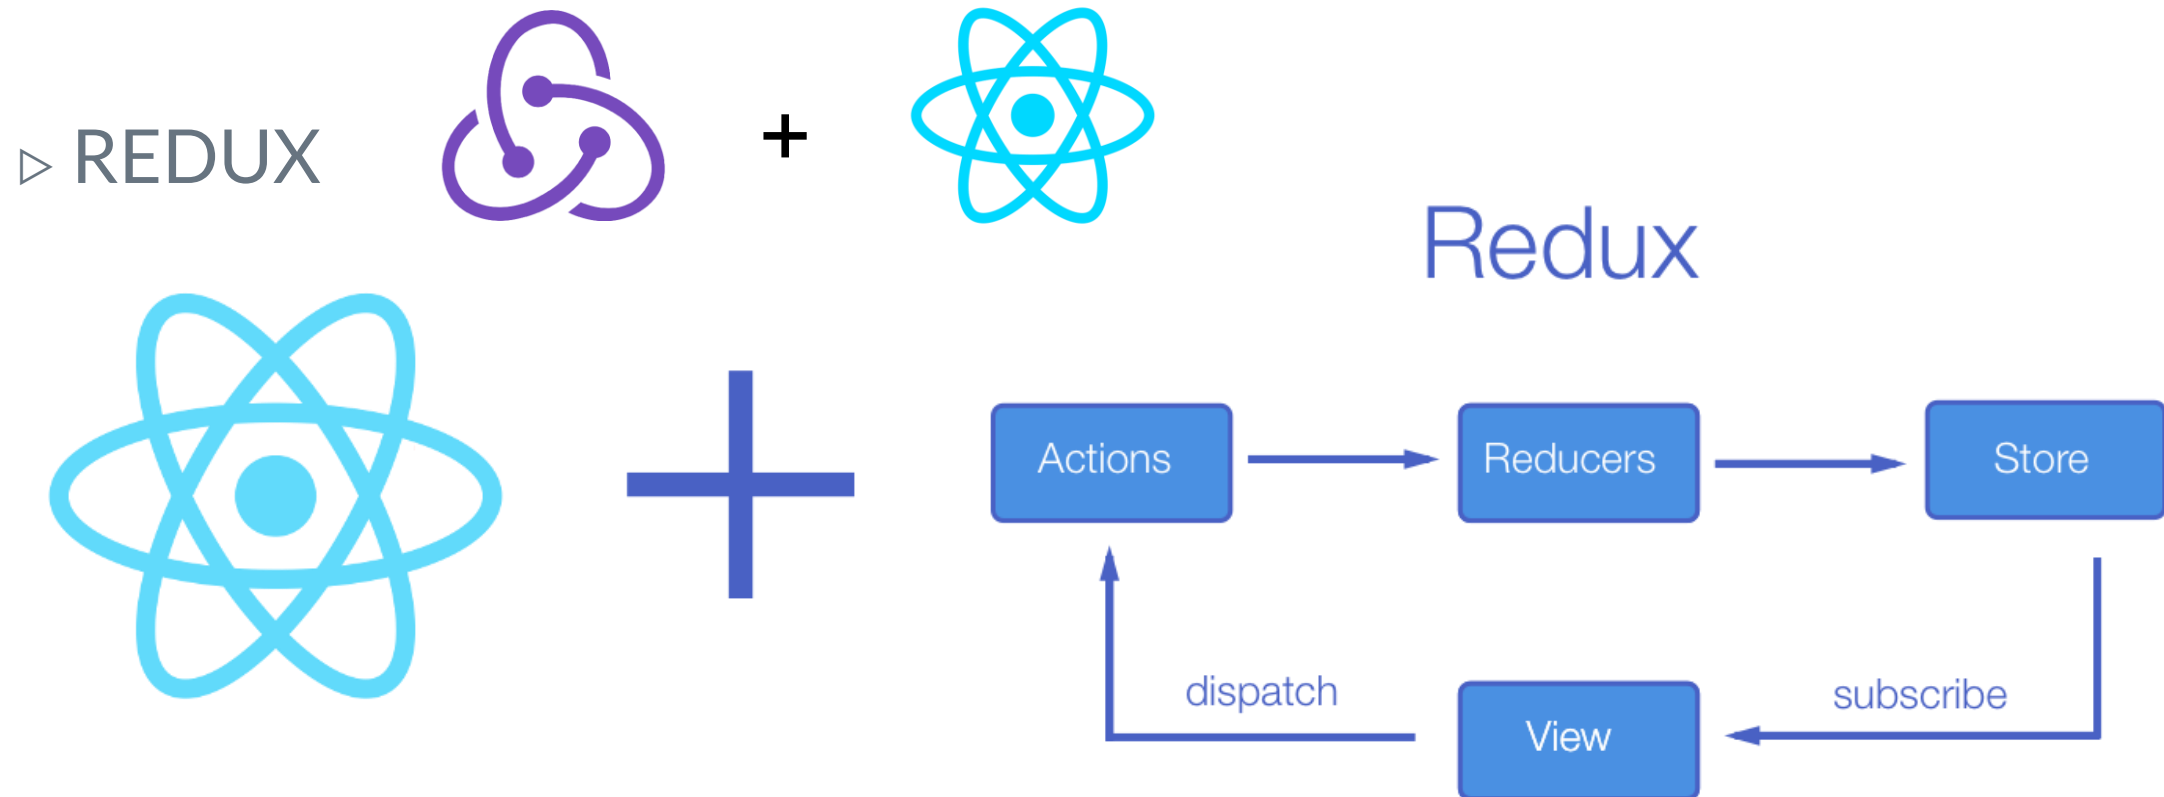 ▷ REDUX
+
Redux
Actions
Reducers
Store
dispatch
subscribe
View